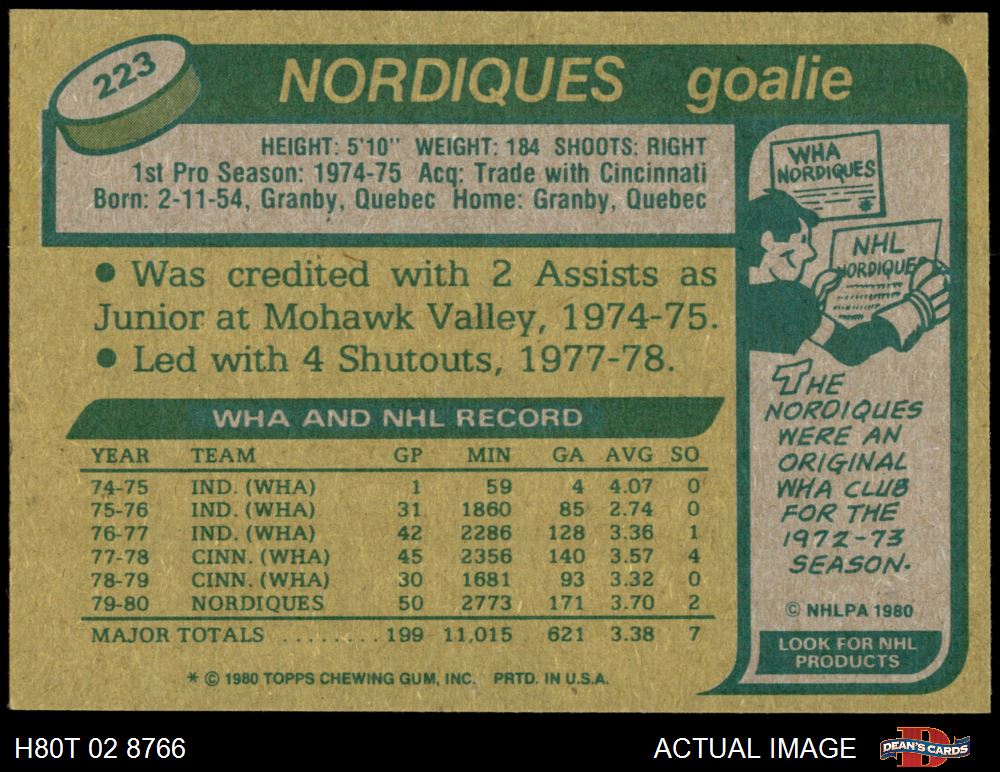 223
NORDIQUES goalie
HEIGHT: 5'10" WEIGHT: 184 SHOOTS: RIGHT
1st Pro Season: 1974-75 Acq: Trade with Cincinnati
Born: 2-11-54, Granby, Quebec Home: Granby, Quebec
• Was credited with 2 Assists as
Junior at Mohawk Valley, 1974-75.
• Led with 4 Shutouts, 1977-78.
WHA AND NHL RECORD
YEAR TEAM GP MIN GA AVG SO
74-75 IND. (WHA) 1 59 4 4.07 0
75-76 IND. (WHA) 31 1860 85 2.74 0
76-77 IND. (WHA) 42 2286 128 3.36 1
77-78 CINN. (WHA) 45 2356 140 3.57 4
78-79 CINN. (WHA) 30 1681 93 3.32 0
79-80 NORDIQUES 50 2773 171 3.70 2
MAJOR TOTALS ........ 199 11,015 621 3.38 7
* © 1980 TOPPS CHEWING GUM, INC. PRTD. IN U.S.A.
WHA
NORDIQUES
NHL
NORDIQUES
THE
NORDIQUES
WERE AN
ORIGINAL
WHA CLUB
FOR THE
1972-73
SEASON.
© NHLPA 1980
LOOK FOR NHL
PRODUCTS
H80T 02 8766
ACTUAL IMAGE
D
DEAN'S CARDS